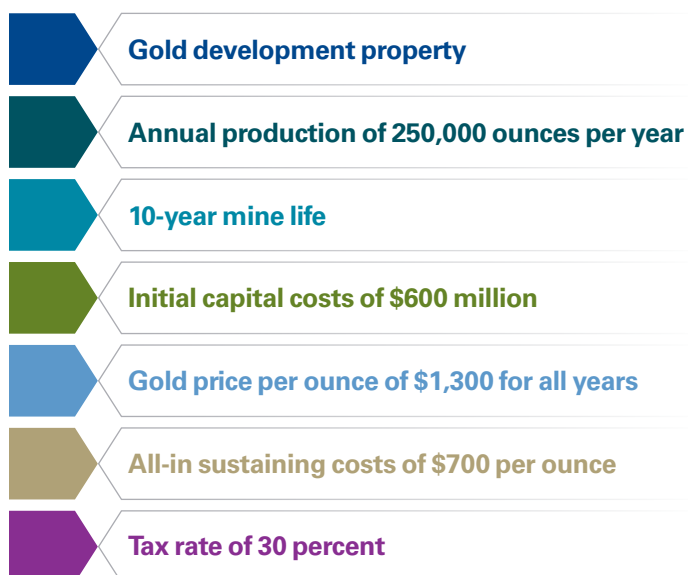 Gold development property
Annual production of 250,000 ounces per year
10-year mine life
Initial capital costs of $600 million
Gold price per ounce of $1,300 for all years
All-in sustaining costs of $700 per ounce
Tax rate of 30 percent